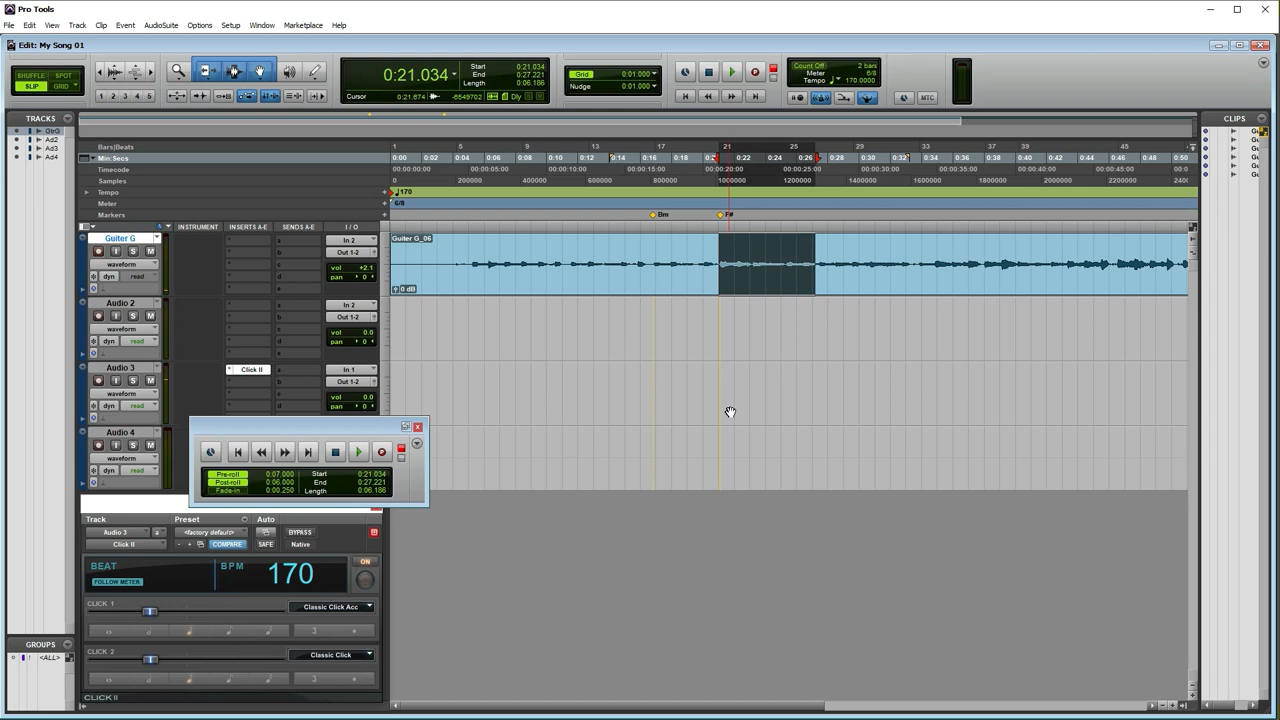 Pro Tools
File Edit View Track Clip Event AudioSuite Options Setup Window Marketplace Help
Edit: My Song 01
SHUFFLE SPOT
SLIP GRID
1 2 3 4 5
0:21.034
Start 0:21.034
End 0:27.221
Length 0:06.186
Cursor 0:21.674 -6549702 Dly
Grid 0:01.000
Nudge 0:01.000
Count Off 2 bars
Meter 6/8
Tempo 170.0000
MTC
TRACKS
GtrG
Ad2
Ad3
Ad4
CLIPS
Bars|Beats 1 5 9 13 17 21 25 29 33 37 39 45
Min:Secs 0:00 0:02 0:04 0:06 0:08 0:10 0:12 0:14 0:16 0:18 0:22 0:24 0:26 0:28 0:30 0:32 0:34 0:36 0:38 0:40 0:42 0:44 0:46 0:48 0:50
Timecode 00:00:00:00 00:00:05:00 00:00:10:00 00:00:15:00 00:00:20:00 00:00:25:00 00:00:30:00 00:00:35:00 00:00:40:00 00:00:45:00
Samples 0 200000 400000 600000 800000 1000000 1200000 1400000 1600000 1800000 2000000 2200000 2400
Tempo 170
Meter 6/8
Markers Bm F#
INSTRUMENT INSERTS A-E SENDS A-E I / O
Guiter G
I S M
waveform
dyn read
a
b
c
d
e
In 2
Out 1-2
vol +2.1
pan 0
Guiter G_06
0 dB
Audio 2
I S M
waveform
dyn read
a
b
c
d
e
In 2
Out 1-2
vol 0.0
pan 0
Audio 3
I S M
waveform
dyn read
Click II
a
b
c
d
In 1
Out 1-2
vol 0.0
pan 0
Audio 4
I S M
waveform
dyn read
Pre-roll 0:07.000
Post-roll 0:06.000
Fade-in 0:00.250
Start 0:21.034
End 0:27.221
Length 0:06.186
Track Preset Auto
Audio 3 a <factory default> BYPASS
Click II - + COMPARE SAFE Native
BEAT
FOLLOW METER
BPM 170
ON
CLICK 1
Classic Click Acc
3
CLICK 2
Classic Click
3
CLICK II
GROUPS
! <ALL>